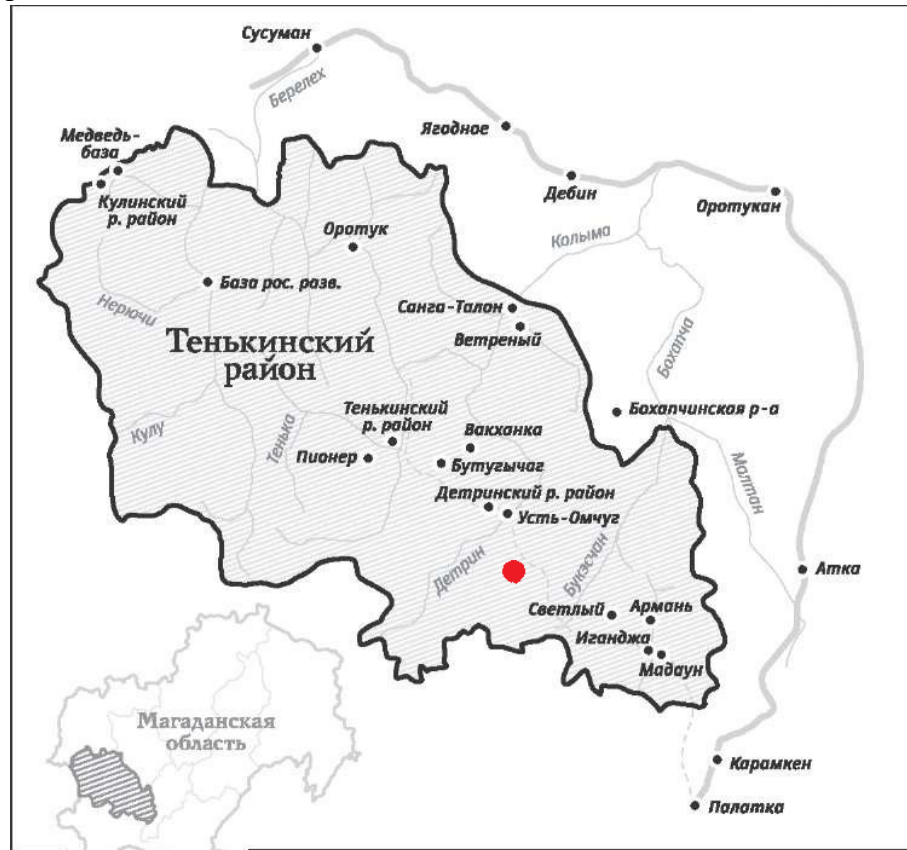 Сусуман
Берелех
Ягодное
Медведь-
база
Дебин
Оротукан
Кулинский
р. район
Колыма
Оротук
База рос. разв.
Нерючи
Санга-Талон
Ветреный
Бохапча
Тенькинский
район
Тенькинский
р. район
Бохапчинская р-а
Кулу
Тенька
Вакханка
Пионер
Бутугычаг
Малтан
Детринский р. район
Усть-Омчуг
Детрин
Букэсчан
Атка
Светлый
Армань
Иганджа
Мадаун
Магаданская
область
Карамкен
Палатка